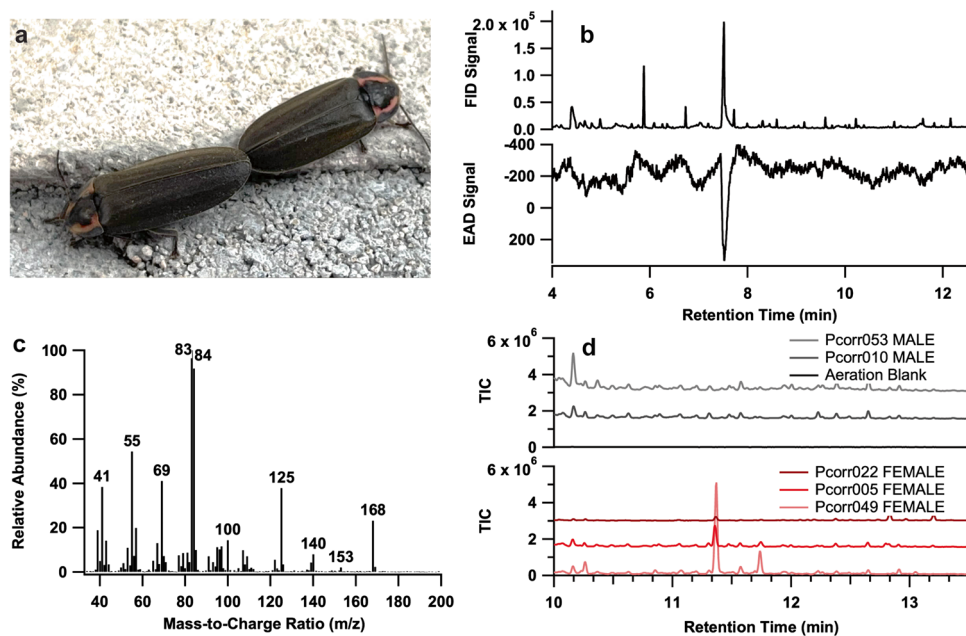 a
b
2.0 x 10^5
1.5
1.0
0.5
0.0
FID Signal
-400
-200
0
200
EAD Signal
4 6 8 10 12
Retention Time (min)
c
100
80
60
40
20
0
Relative Abundance (%)
83 84
55
41
69
125
168
100
140
153
40 60 80 100 120 140 160 180 200
Mass-to-Charge Ratio (m/z)
d
6 x 10^6
4
2
0
TIC
Pcorr053 MALE
Pcorr010 MALE
Aeration Blank
6 x 10^6
4
2
0
TIC
Pcorr022 FEMALE
Pcorr005 FEMALE
Pcorr049 FEMALE
10 11 12 13
Retention Time (min)